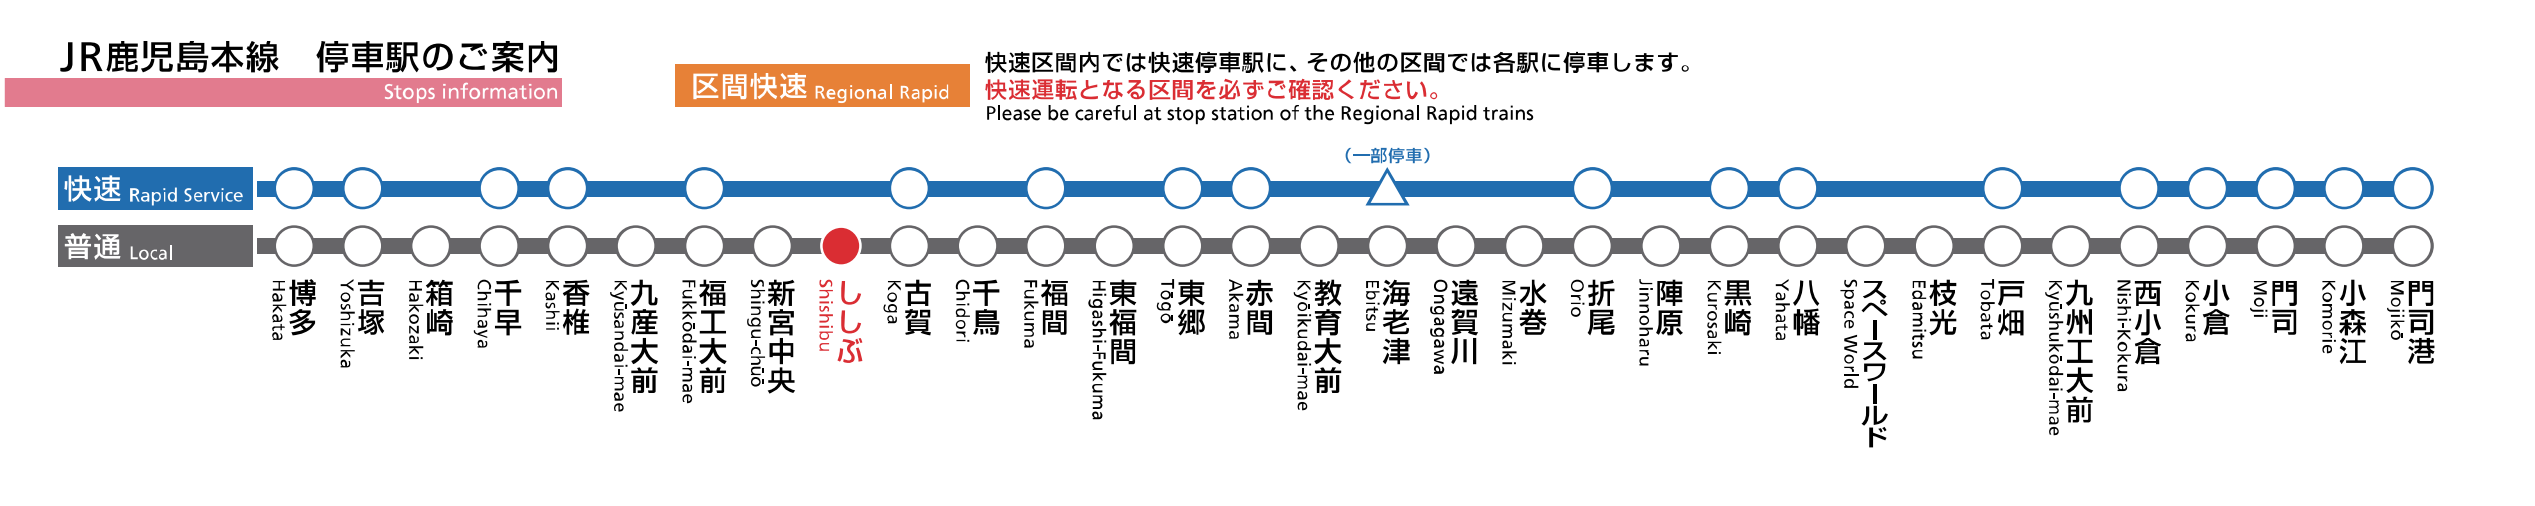 JR鹿児島本線　停車駅のご案内
Stops information
区間快速 Regional Rapid
快速区間内では快速停車駅に、その他の区間では各駅に停車します。
快速運転となる区間を必ずご確認ください。
Please be careful at stop station of the Regional Rapid trains
（一部停車）
快速 Rapid Service
普通 Local
博多
Hakata
吉塚
Yoshizuka
箱崎
Hakozaki
千早
Chihaya
香椎
Kashii
九産大前
Kyūsandai-mae
福工大前
Fukkōdai-mae
新宮中央
Shingu-chūō
ししぶ
Shishibu
古賀
Koga
千鳥
Chidori
福間
Fukuma
東福間
Higashi-Fukuma
東郷
Tōgō
赤間
Akama
教育大前
Kyōikudai-mae
海老津
Ebitsu
遠賀川
Ongagawa
水巻
Mizumaki
折尾
Orio
陣原
Jinnoharu
黒崎
Kurosaki
八幡
Yahata
スペースワールド
Space World
枝光
Edamitsu
戸畑
Tobata
九州工大前
Kyūshukōdai-mae
西小倉
Nishi-Kokura
小倉
Kokura
門司
Moji
小森江
Komorie
門司港
Mojikō